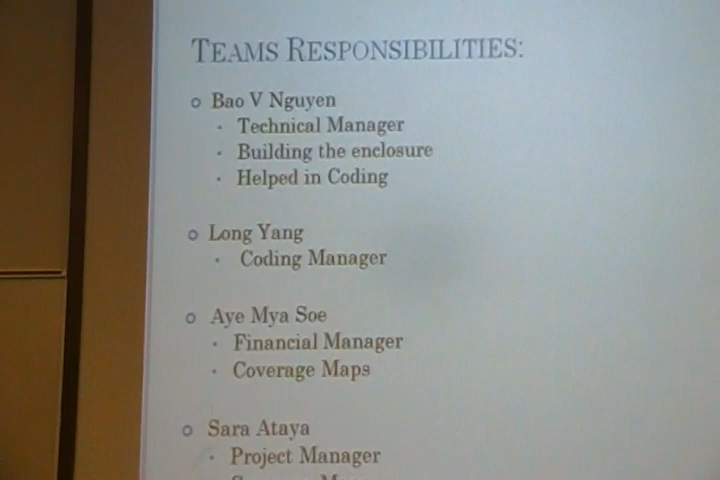 TEAMS RESPONSIBILITIES:
Bao V Nguyen
Technical Manager
Building the enclosure
Helped in Coding
Long Yang
Coding Manager
Aye Mya Soe
Financial Manager
Coverage Maps
Sara Ataya
Project Manager